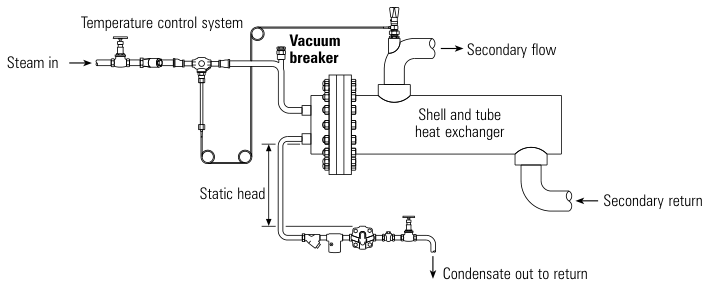 Temperature control system
Vacuum
breaker
Secondary flow
Steam in
Shell and tube
heat exchanger
Static head
Secondary return
Condensate out to return